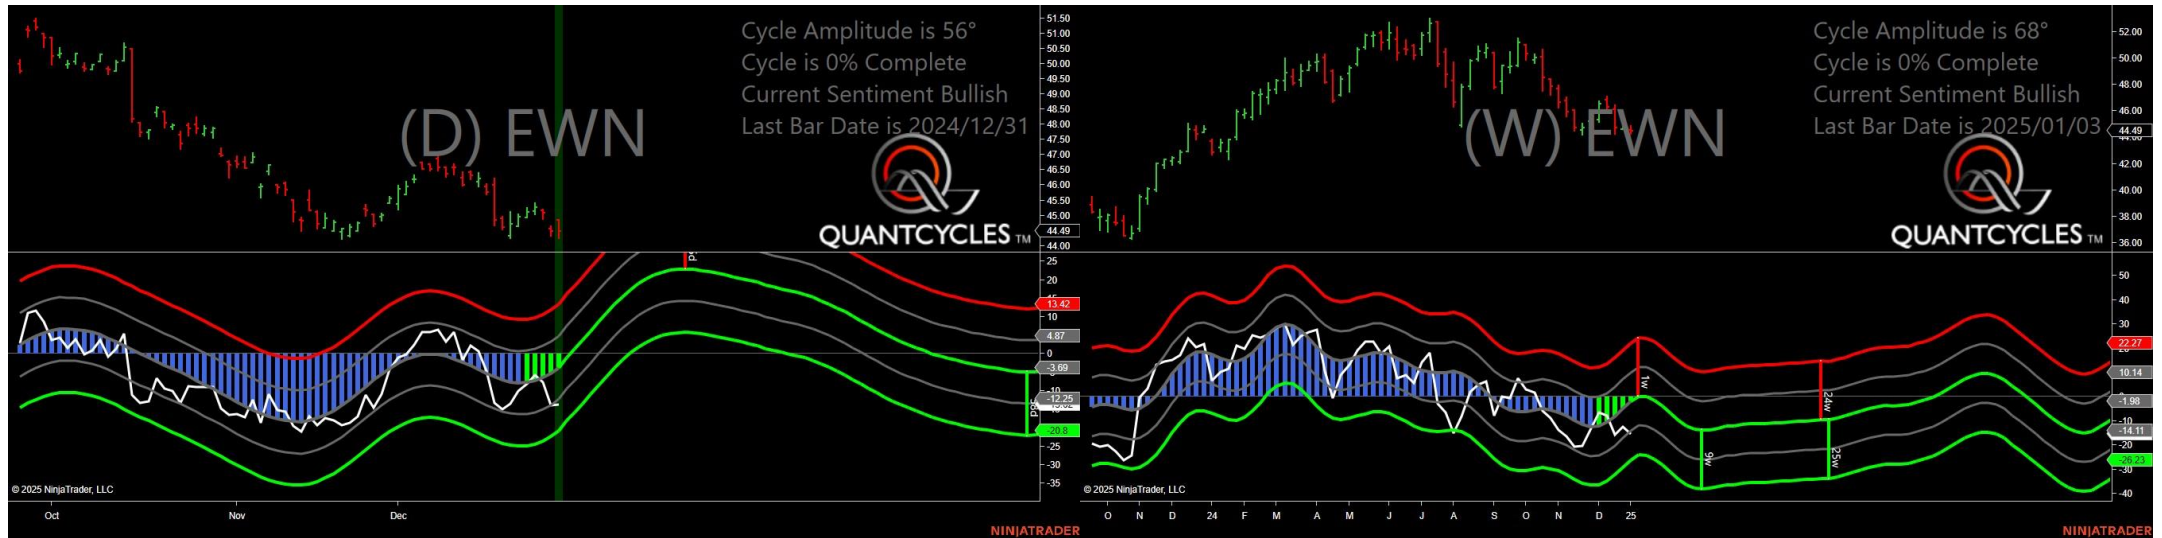 Cycle Amplitude is 56°
Cycle is 0% Complete
Current Sentiment Bullish
Last Bar Date is 2024/12/31
(D) EWN
QUANTCYCLES TM
51.50
51.00
50.50
50.00
49.50
49.00
48.50
48.00
47.50
47.00
46.50
46.00
45.50
45.00
44.49
44.00
25
20
13.42
10
4.87
0
-3.69
-10
-12.25
-20.8
-25
-30
-35
© 2025 NinjaTrader, LLC
Oct Nov Dec
NINJATRADER
Cycle Amplitude is 68°
Cycle is 0% Complete
Current Sentiment Bullish
Last Bar Date is 2025/01/03
(W) EWN
QUANTCYCLES TM
52.00
50.00
48.00
46.00
44.49
42.00
40.00
38.00
36.00
50
40
30
22.27
10.14
-1.98
-10
-14.11
-20
-26.23
-30
-40
1w
9w
24w
25w
© 2025 NinjaTrader, LLC
O N D 24 F M A M J J A S O N D 25
NINJATRADER